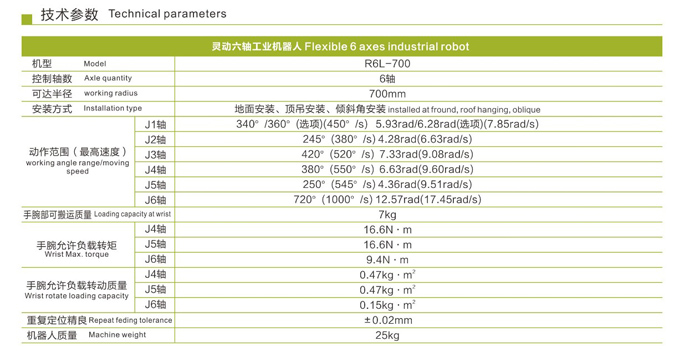 技术参数 Technical parameters
灵动六轴工业机器人 Flexible 6 axes industrial robot
机型 Model R6L-700
控制轴数 Axle quantity 6轴
可达半径 working radius 700mm
安装方式 Installation type 地面安装、顶吊安装、倾斜角安装 installed at fround, roof hanging, oblique
动作范围（最高速度） working angle range/moving speed
J1轴 340° /360° (选项)(450° /s) 5.93rad/6.28rad(选项)(7.85rad/s)
J2轴 245° (380° /s) 4.28rad(6.63rad/s)
J3轴 420° (520° /s) 7.33rad(9.08rad/s)
J4轴 380° (550° /s) 6.63rad(9.60rad/s)
J5轴 250° (545° /s) 4.36rad(9.51rad/s)
J6轴 720° (1000° /s) 12.57rad(17.45rad/s)
手腕部可搬运质量 Loading capacity at wrist 7kg
手腕允许负载转矩 Wrist Max. torque
J4轴 16.6N·m
J5轴 16.6N·m
J6轴 9.4N·m
手腕允许负载转动质量 Wrist rotate loading capacity
J4轴 0.47kg·m²
J5轴 0.47kg·m²
J6轴 0.15kg·m²
重复定位精良 Repeat feding tolerance ±0.02mm
机器人质量 Machine weight 25kg